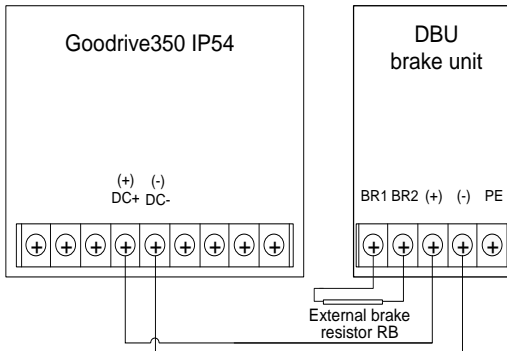 Goodrive350 IP54
DBU
brake unit
(+) (-)
DC+ DC-
BR1 BR2 (+) (-) PE
External brake
resistor RB